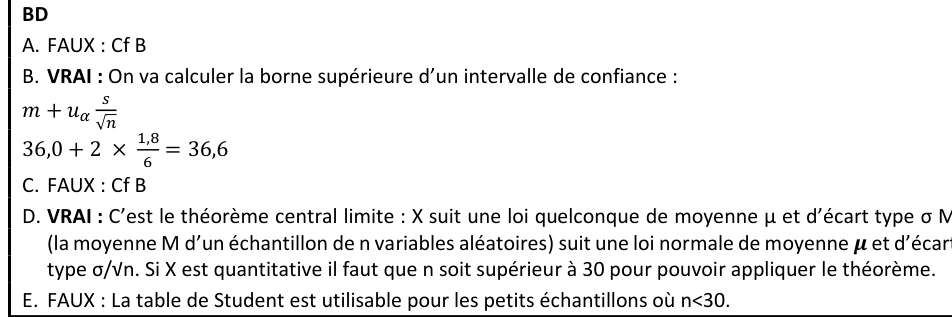 BD
A. FAUX : Cf B
B. VRAI : On va calculer la borne supérieure d'un intervalle de confiance :
m + uα s/√n
36,0 + 2 × 1,8/6 = 36,6
C. FAUX : Cf B
D. VRAI : C'est le théorème central limite : X suit une loi quelconque de moyenne μ et d'écart type σ M
(la moyenne M d'un échantillon de n variables aléatoires) suit une loi normale de moyenne μ et d'écart
type σ/√n. Si X est quantitative il faut que n soit supérieur à 30 pour pouvoir appliquer le théorème.
E. FAUX : La table de Student est utilisable pour les petits échantillons où n<30.